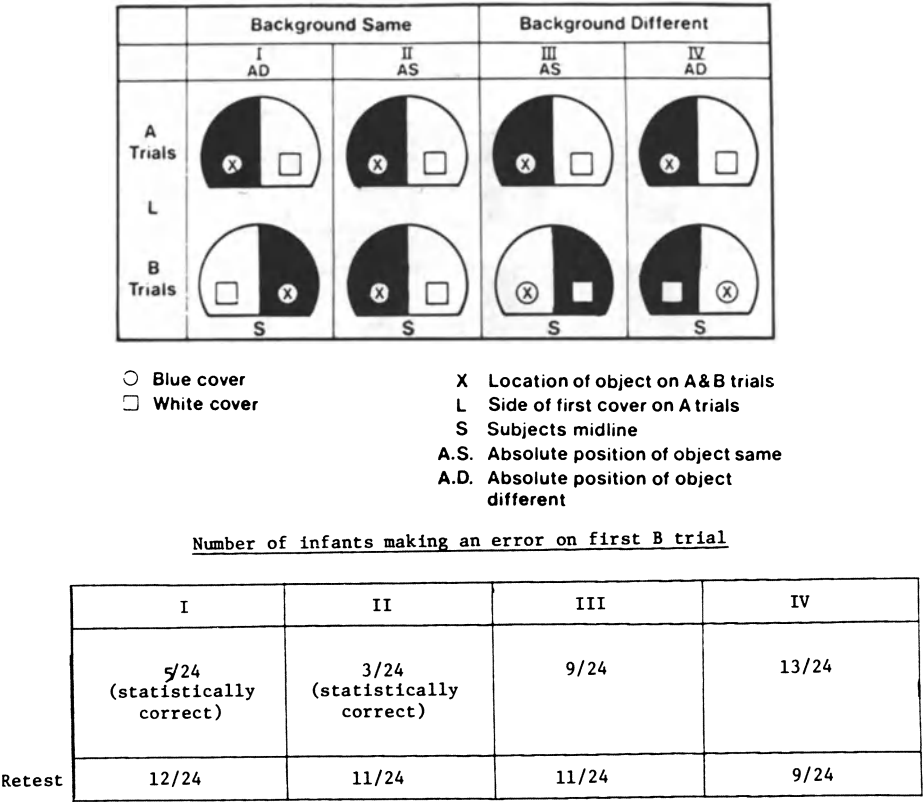 Background Same Background Different
I II III IV
AD AS AS AD
A
Trials
X X X X
L
B
Trials
X X X X
S S S S
Blue cover
White cover
X Location of object on A&B trials
L Side of first cover on A trials
S Subjects midline
A.S. Absolute position of object same
A.D. Absolute position of object
different
Number of infants making an error on first B trial
I II III IV
5/24 3/24 9/24 13/24
(statistically (statistically
correct) correct)
Retest 12/24 11/24 11/24 9/24